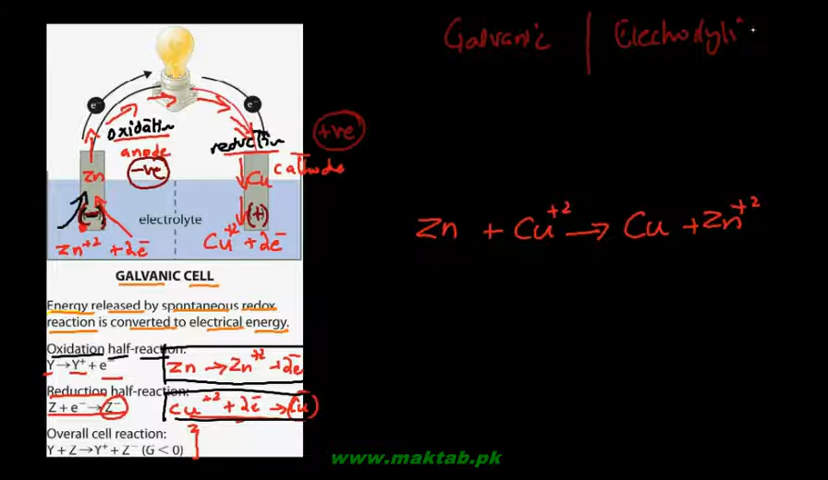 Galvanic | Electrolyti
e⁻
e⁻
oxidation
reduction
+ve
anode
cathode
-ve
Zn
Cu
(-)
electrolyte
(+)
Zn⁺² + 2e⁻
Cu⁺² + 2e⁻
Zn + Cu⁺² → Cu + Zn⁺²
GALVANIC CELL
Energy released by spontaneous redox
reaction is converted to electrical energy.
Oxidation half-reaction:
Y → Y⁺ + e⁻
Zn → Zn⁺² + 2e⁻
Reduction half-reaction:
Z + e⁻ → Z⁻
Cu⁺² + 2e⁻ → Cu
Overall cell reaction:
Y + Z → Y⁺ + Z⁻ (G < 0)
www.maktab.pk